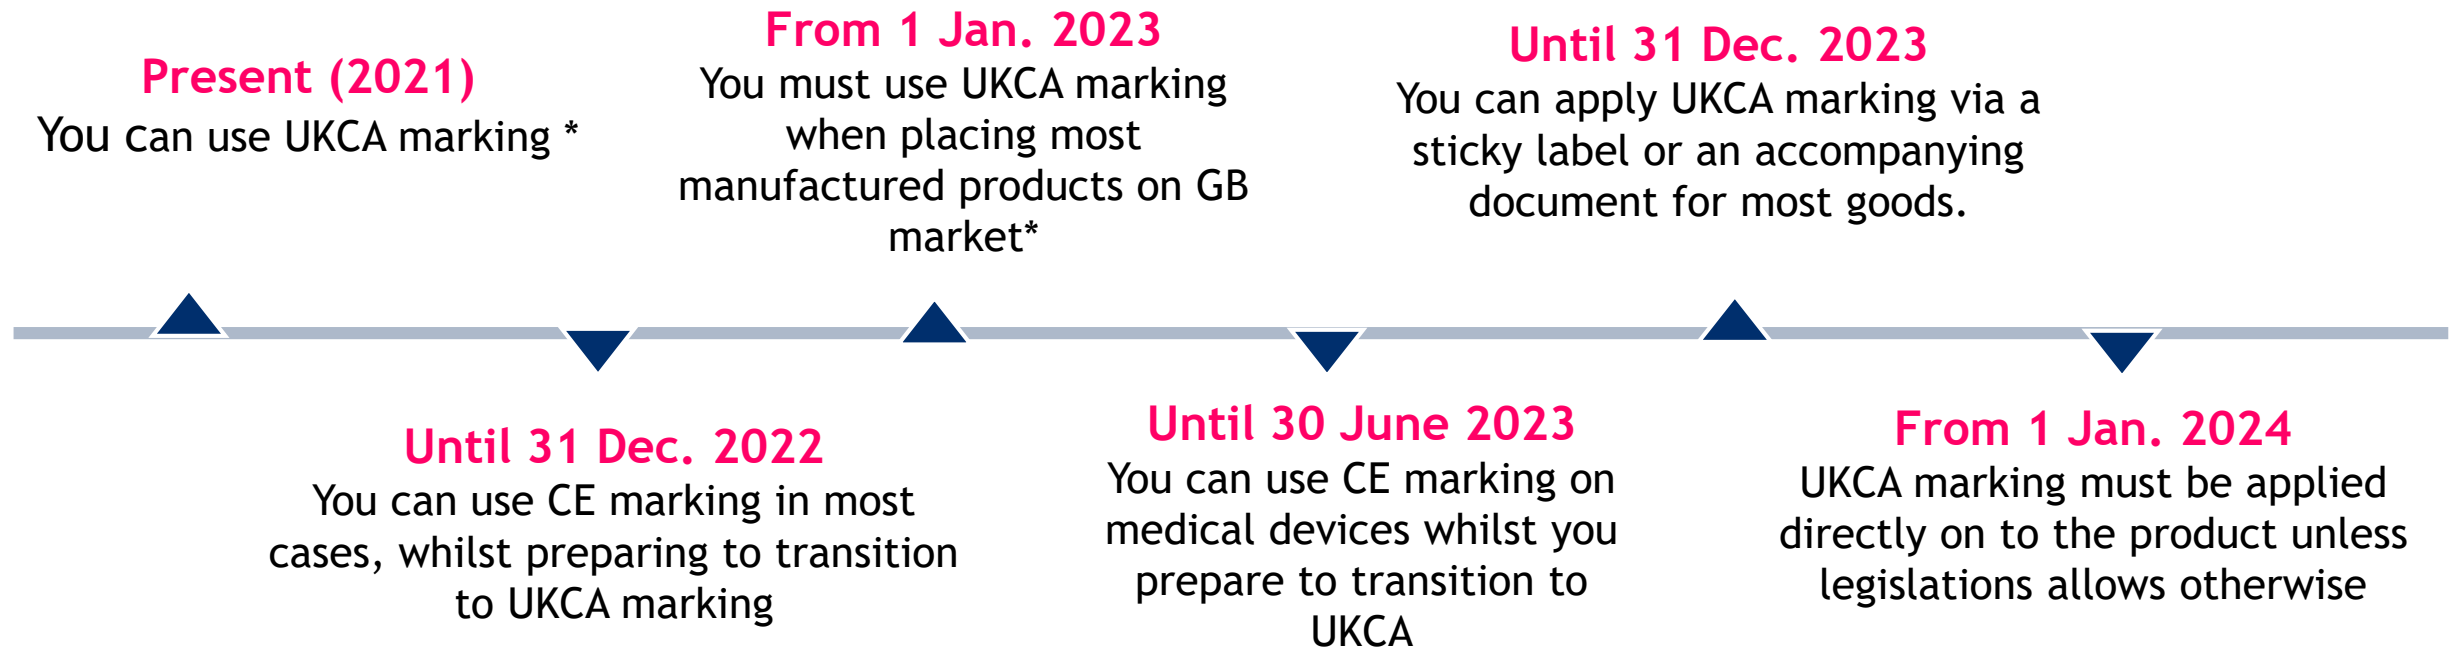 Present (2021)
You can use UKCA marking *
Until 31 Dec. 2022
You can use CE marking in most
cases, whilst preparing to transition
to UKCA marking
From 1 Jan. 2023
You must use UKCA marking
when placing most
manufactured products on GB
market*
Until 30 June 2023
You can use CE marking on
medical devices whilst you
prepare to transition to
UKCA
Until 31 Dec. 2023
You can apply UKCA marking via a
sticky label or an accompanying
document for most goods.
From 1 Jan. 2024
UKCA marking must be applied
directly on to the product unless
legislations allows otherwise